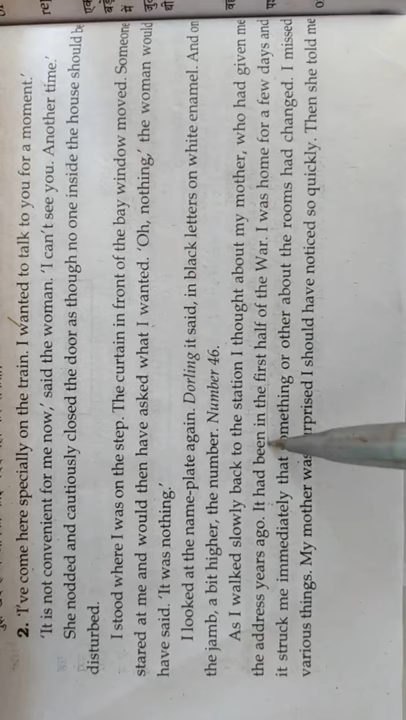 2. 'I've come here specially on the train. I wanted to talk to you for a moment.'
'It is not convenient for me now,' said the woman. 'I can't see you. Another time.'
She nodded and cautiously closed the door as though no one inside the house should be
disturbed.
I stood where I was on the step. The curtain in front of the bay window moved. Someone
stared at me and would then have asked what I wanted. 'Oh, nothing,' the woman would
have said. 'It was nothing.'
I looked at the name-plate again. Dorling it said, in black letters on white enamel. And on
the jamb, a bit higher, the number. Number 46.
As I walked slowly back to the station I thought about my mother, who had given me
the address years ago. It had been in the first half of the War. I was home for a few days and
it struck me immediately that something or other about the rooms had changed. I missed
various things. My mother was surprised I should have noticed so quickly. Then she told me